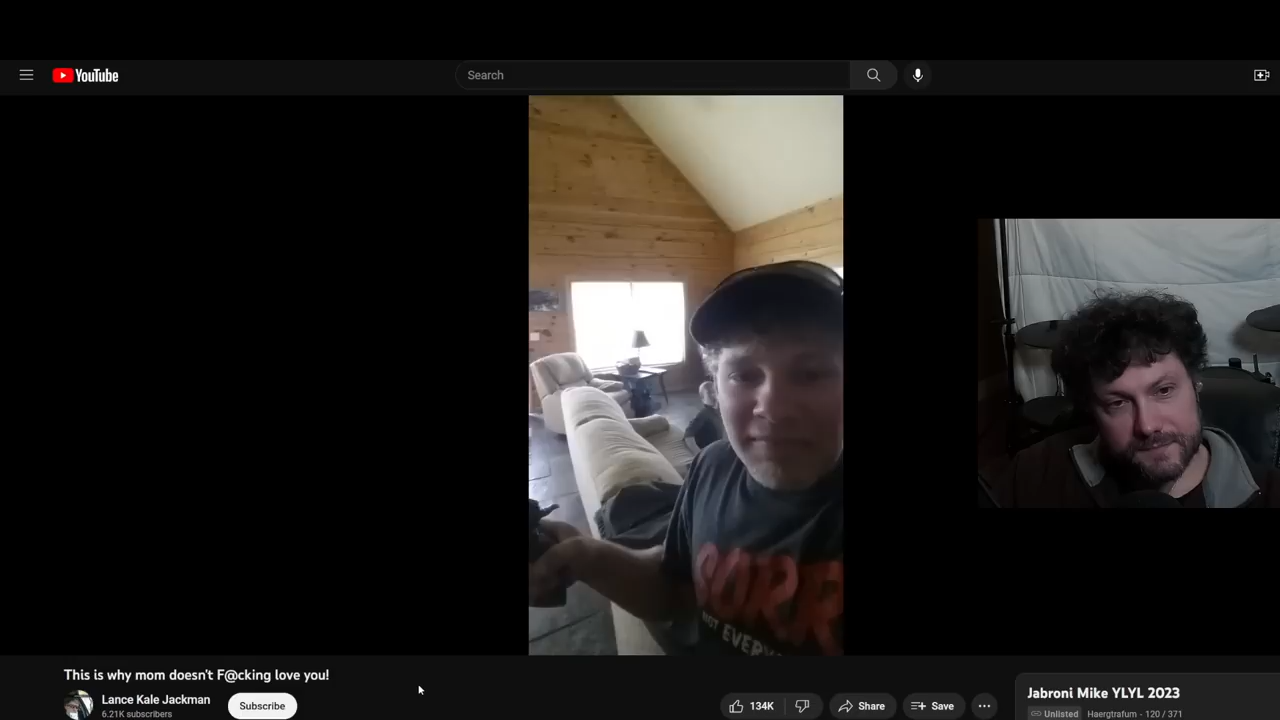 YouTube
Search
NOT EVERY
This is why mom doesn't F@cking love you!
Lance Kale Jackman
6.21K subscribers
Subscribe
134K
Share
Save
Jabroni Mike YLYL 2023
Unlisted
Haergtrafum - 120 / 371